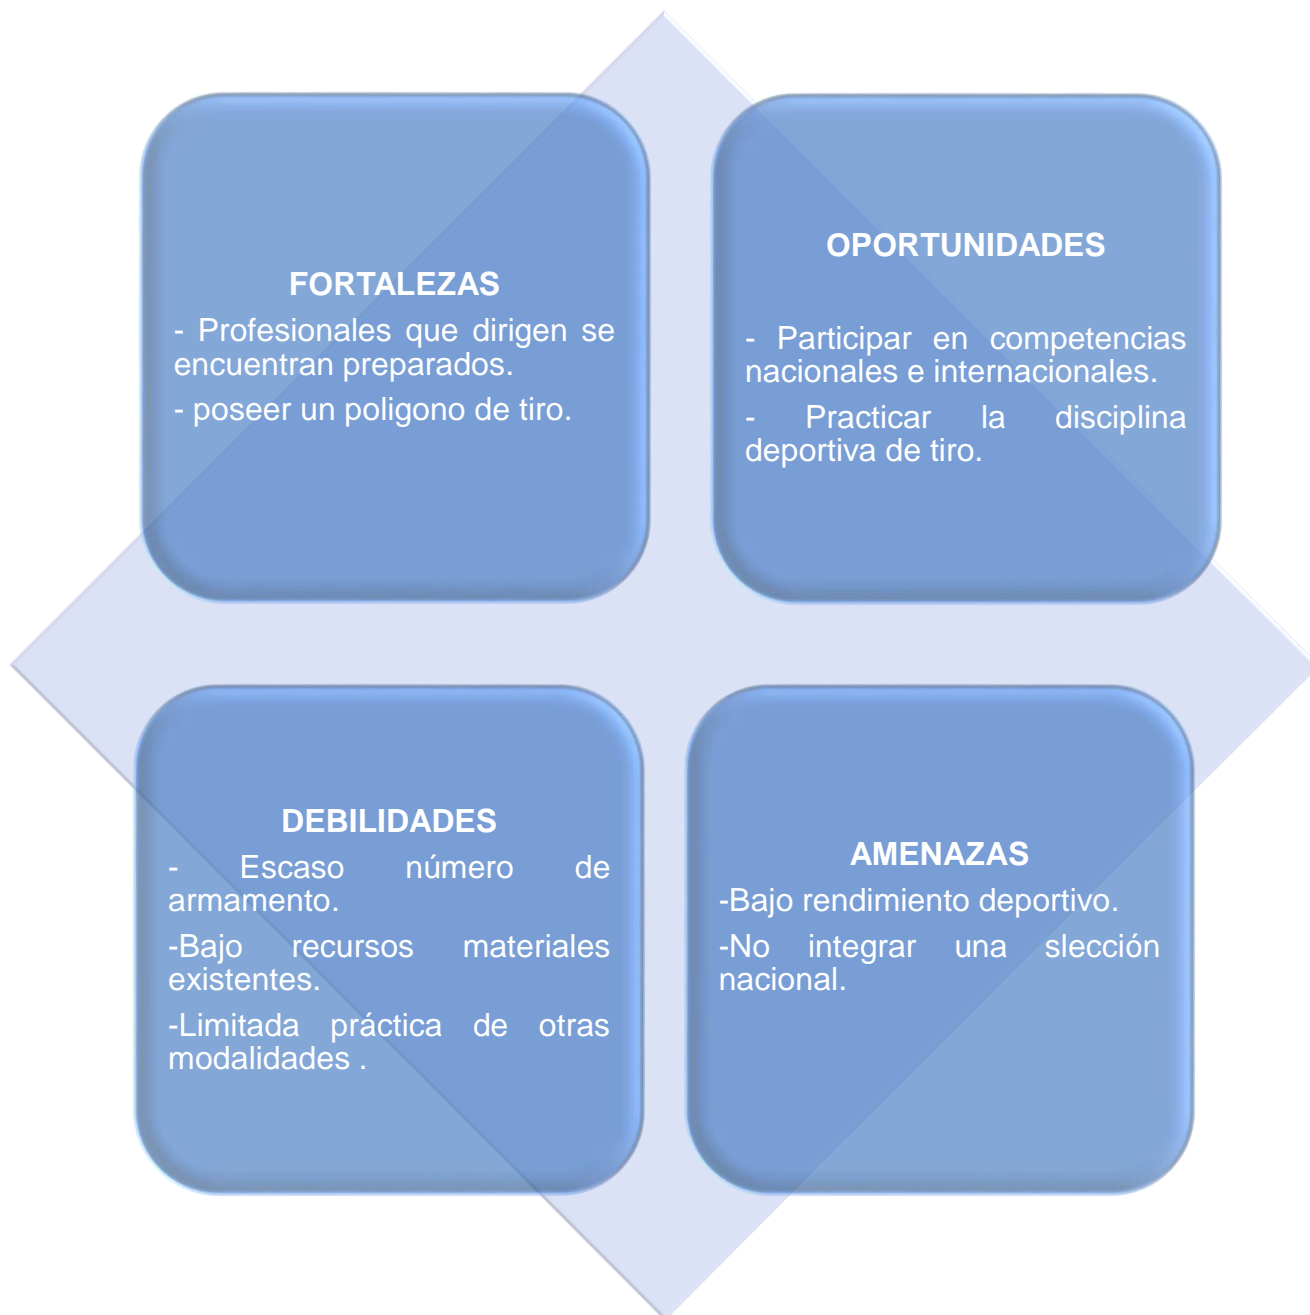 FORTALEZAS
- Profesionales que dirigen se
encuentran preparados.
- poseer un poligono de tiro.
OPORTUNIDADES
- Participar en competencias
nacionales e internacionales.
- Practicar la disciplina
deportiva de tiro.
DEBILIDADES
- Escaso número de
armamento.
-Bajo recursos materiales
existentes.
-Limitada práctica de otras
modalidades .
AMENAZAS
-Bajo rendimiento deportivo.
-No integrar una slección
nacional.